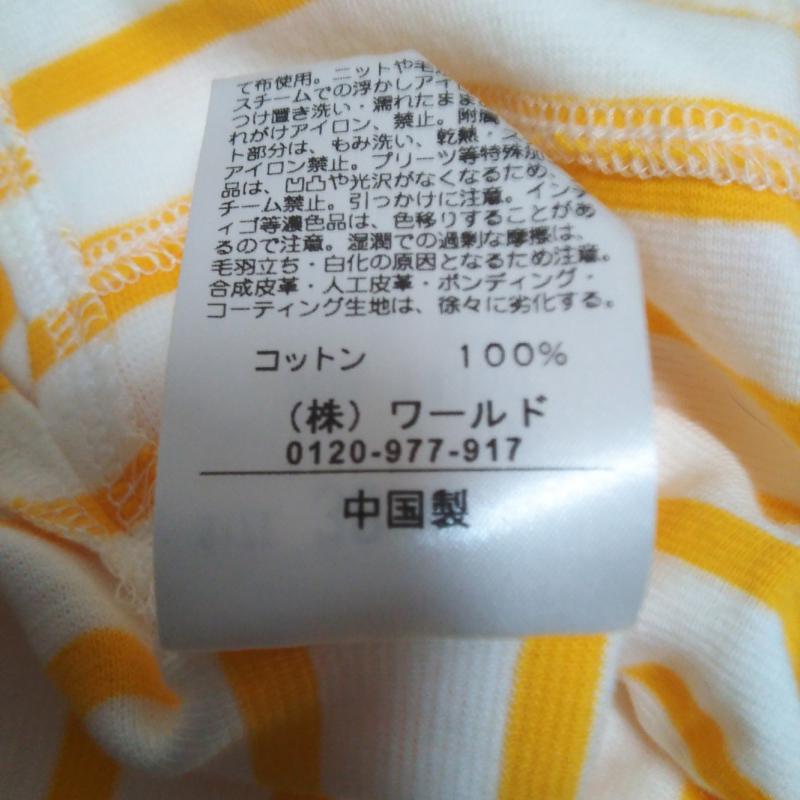 て布使用。ニットや毛
スチームでの浮かしアイ
つけ置き洗い・濡れたまま
れがけアイロン、禁止。附属
ト部分は、もみ洗い、乾熱・ス
アイロン禁止。プリーツ等特殊加
品は、凹凸や光沢がなくなるため、
チーム禁止。引っかけに注意。インデ
ィゴ等濃色品は、色移りすることがあ
るので注意。湿潤での過剰な摩擦は、
毛羽立ち・白化の原因となるため注意。
合成皮革・人工皮革・ボンディング・
コーティング生地は、徐々に劣化する。
コットン 100%
(株)ワールド
0120-977-917
中国製